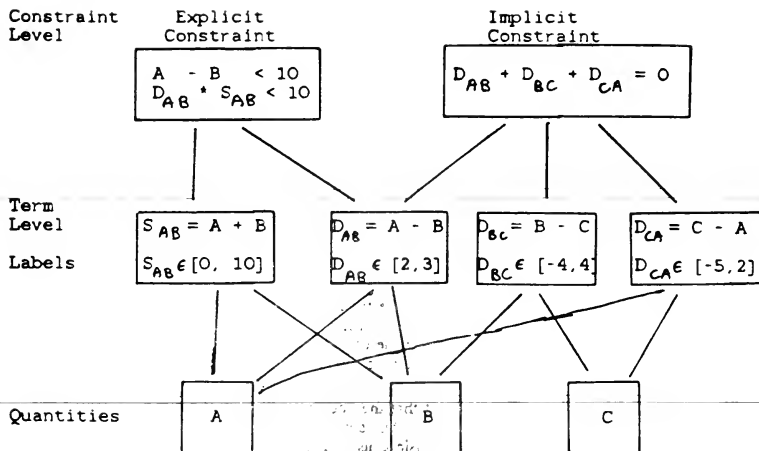 Constraint Level
Explicit Constraint
Implicit Constraint
A - B < 10
D_AB * S_AB < 10
D_AB + D_BC + D_CA = 0
Term Level
S_AB = A + B
D_AB = A - B
D_BC = B - C
D_CA = C - A
Labels
S_AB ∈ [0, 10]
D_AB ∈ [2,3]
D_BC ∈ [-4,4]
D_CA ∈ [-5,2]
Quantities
A
B
C